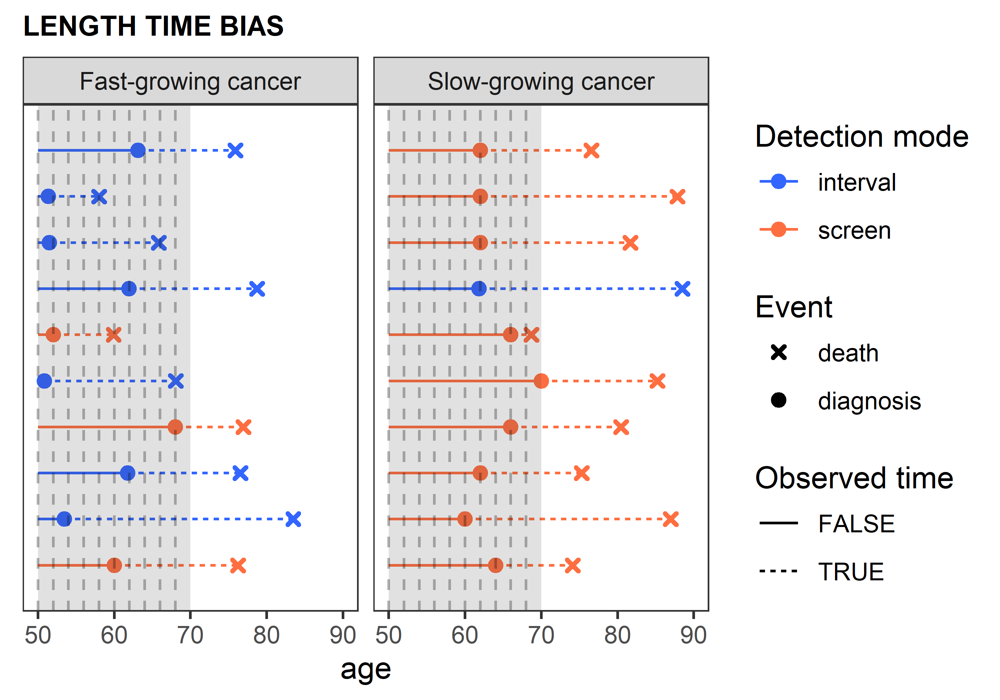 LENGTH TIME BIAS
Fast-growing cancer
Slow-growing cancer
50 60 70 80 90
50 60 70 80 90
age
Detection mode
interval
screen
Event
death
diagnosis
Observed time
FALSE
TRUE